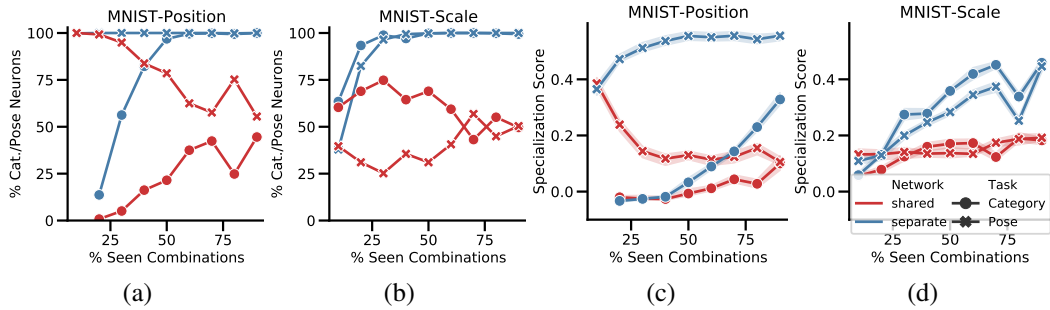 MNIST-Position
% Cat./Pose Neurons
100
75
50
25
0
25 50 75
% Seen Combinations
(a)
MNIST-Scale
% Cat./Pose Neurons
100
75
50
25
0
25 50 75
% Seen Combinations
(b)
MNIST-Position
Specialization Score
0.4
0.2
0.0
25 50 75
% Seen Combinations
(c)
MNIST-Scale
Specialization Score
0.4
0.2
0.0
Network Task
shared Category
separate Pose
25 50 75
% Seen Combinations
(d)